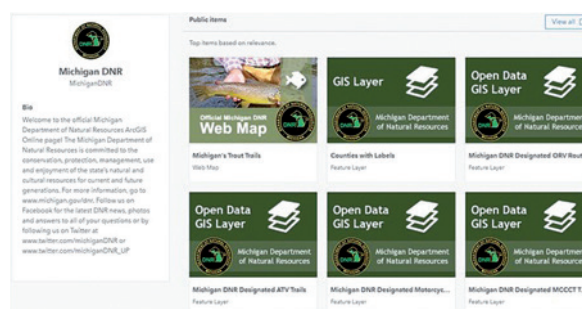 Public items
View all
Top items based on relevance.
DNR
Michigan DNR
MichiganDNR
Bio
Welcome to the official Michigan
Department of Natural Resources ArcGIS
Online page! The Michigan Department of
Natural Resources is committed to the
conservation, protection, management, use
and enjoyment of the state's natural and
cultural resources for current and future
generations. For more information, go to
www.michigan.gov/dnr. Follow us on
Facebook for the latest DNR news, photos
and answers to all of your questions or by
following us on Twitter at
www.twitter.com/michiganDNR or
www.twitter.com/michiganDNR_UP
Official Michigan DNR
Web Map
DNR
Michigan's Trout Trails
Web Map
GIS Layer
DNR
Michigan Department
of Natural Resources
Counties with Labels
Feature Layer
Open Data
GIS Layer
DNR
Michigan Department
of Natural Resources
Michigan DNR Designated ORV Rout
Feature Layer
Open Data
GIS Layer
DNR
Michigan Department
of Natural Resources
Michigan DNR Designated ATV Trails
Feature Layer
Open Data
GIS Layer
DNR
Michigan Department
of Natural Resources
Michigan DNR Designated Motorcyc...
Feature Layer
Open Data
GIS Layer
DNR
Michigan Department
of Natural Resources
Michigan DNR Designated MCCCT T
Feature Layer